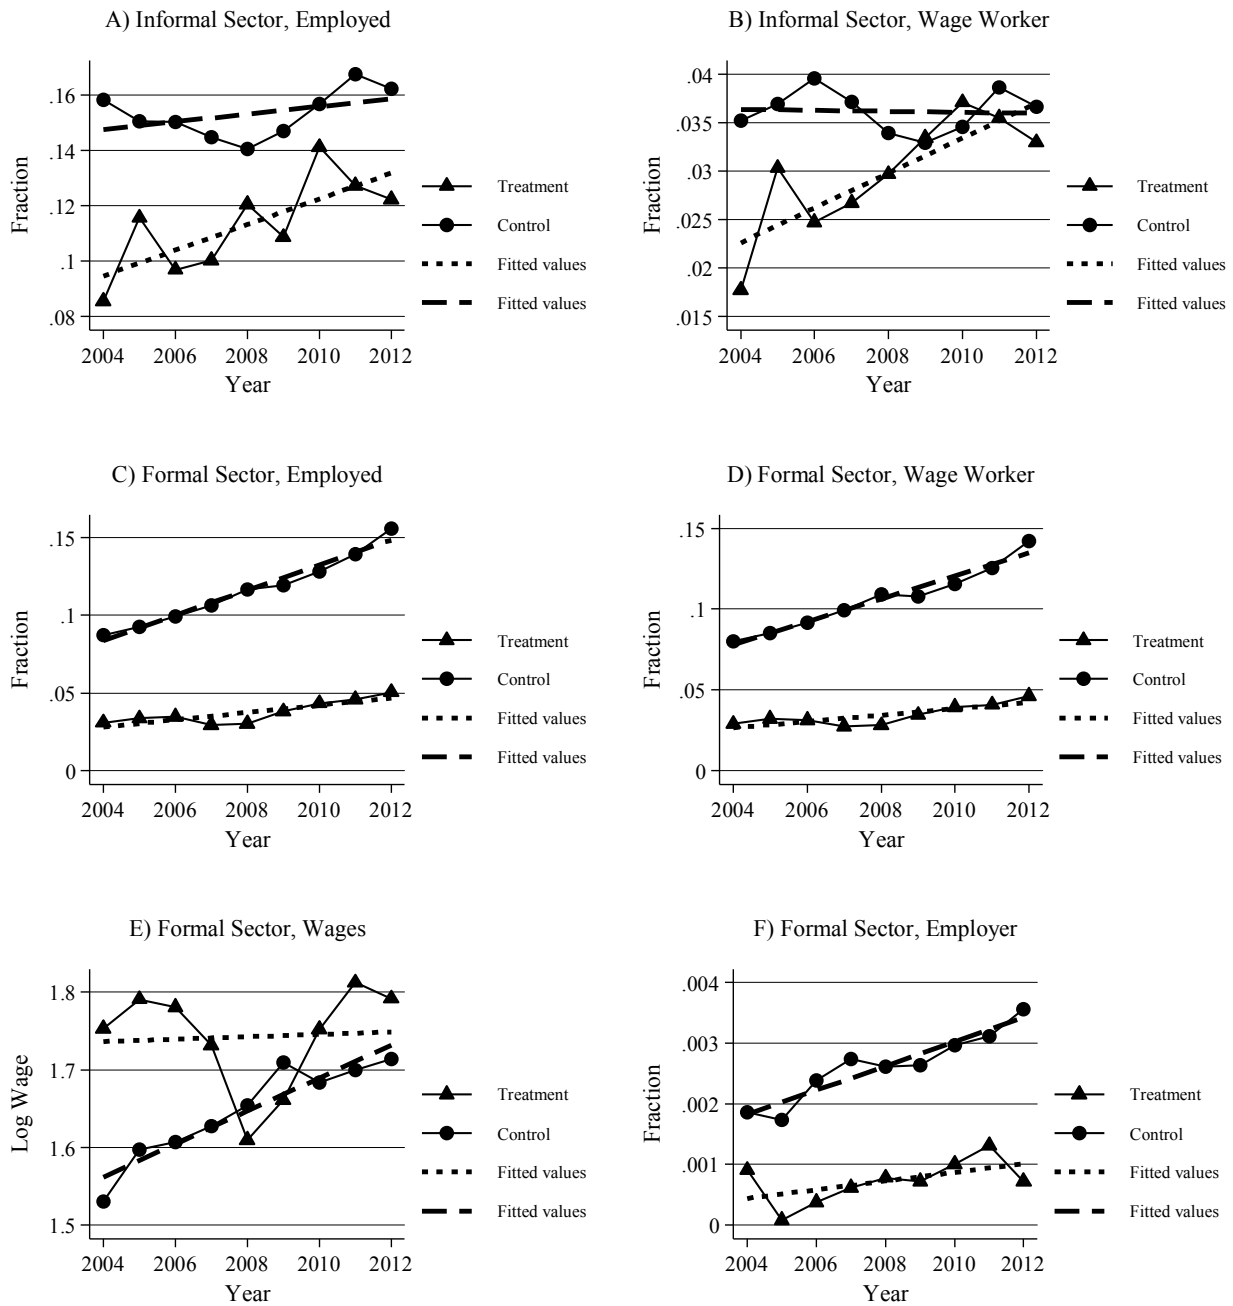 A) Informal Sector, Employed
Fraction
.16
.14
.12
.1
.08
2004 2006 2008 2010 2012
Year
Treatment
Control
Fitted values
Fitted values
B) Informal Sector, Wage Worker
Fraction
.04
.035
.03
.025
.02
.015
2004 2006 2008 2010 2012
Year
Treatment
Control
Fitted values
Fitted values
C) Formal Sector, Employed
Fraction
.15
.1
.05
0
2004 2006 2008 2010 2012
Year
Treatment
Control
Fitted values
Fitted values
D) Formal Sector, Wage Worker
Fraction
.15
.1
.05
0
2004 2006 2008 2010 2012
Year
Treatment
Control
Fitted values
Fitted values
E) Formal Sector, Wages
Log Wage
1.8
1.7
1.6
1.5
2004 2006 2008 2010 2012
Year
Treatment
Control
Fitted values
Fitted values
F) Formal Sector, Employer
Fraction
.004
.003
.002
.001
0
2004 2006 2008 2010 2012
Year
Treatment
Control
Fitted values
Fitted values